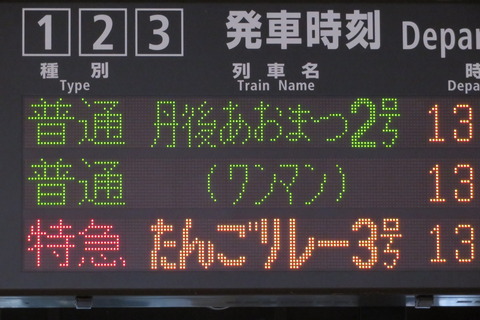 1 2 3 発車時刻 Depar
種別 列車名 時
Type Train Name Depa
普通 丹後あおまつ2号 13
普通 (ワンマン) 13
特急 たんごリレー3号 13